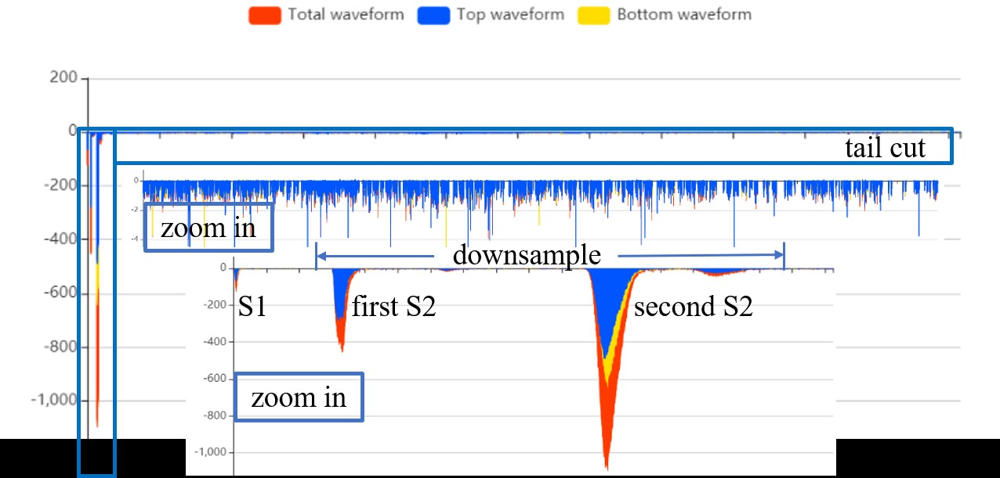 Total waveform Top waveform Bottom waveform
200
0
tail cut
-200
0
-2
zoom in
-4
-400
downsample
0
S1 first S2 second S2
-200
-600
-400
-800
-600
zoom in
-1,000
-800
-1,000